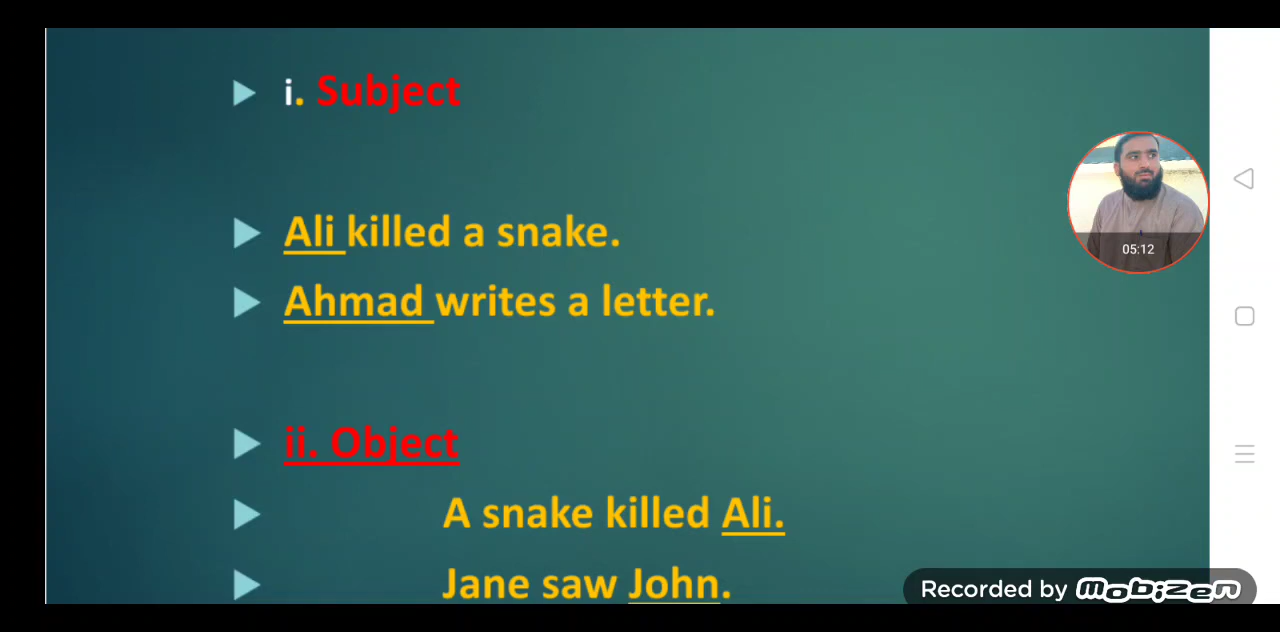 i. Subject
Ali killed a snake.
Ahmad writes a letter.
05:12
ii. Object
A snake killed Ali.
Jane saw John.
Recorded by mobizen